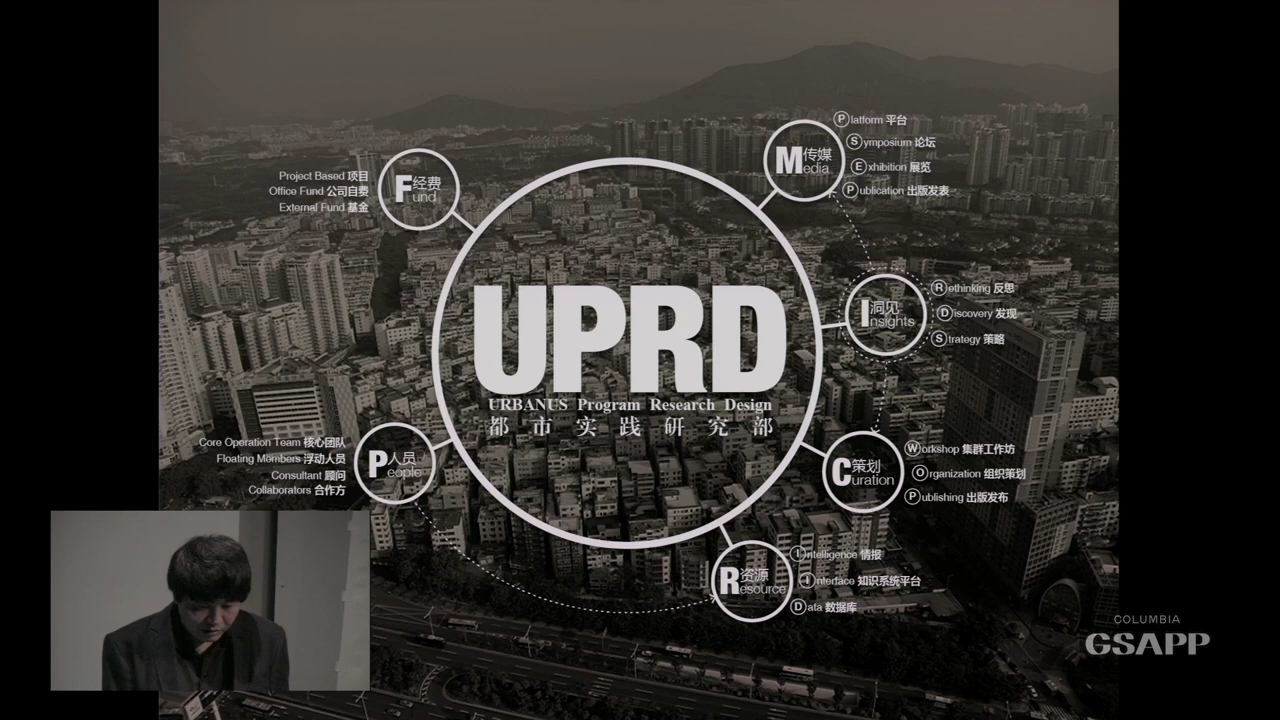 UPRD
URBANUS Program Research Design
都市实践研究部
Fund 经费
Project Based 项目
Office Fund 公司自费
External Fund 基金
Media 传媒
Platform 平台
Symposium 论坛
Exhibition 展览
Publication 出版发表
Insights 洞见
Rethinking 反思
Discovery 发现
Strategy 策略
People 人员
Core Operation Team 核心团队
Floating Members 浮动人员
Consultant 顾问
Collaborators 合作方
Curation 策划
Workshop 集群工作坊
Organization 组织策划
Publishing 出版发布
Resource 资源
Intelligence 情报
Interface 知识系统平台
Data 数据库
COLUMBIA
GSAPP